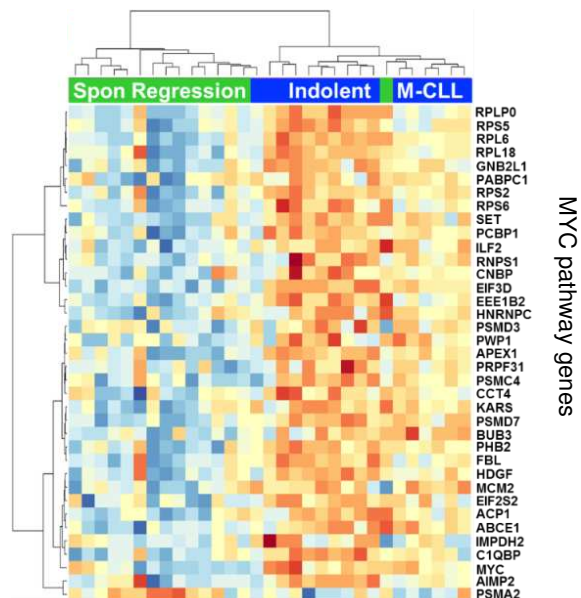 Spon Regression Indolent M-CLL
RPLP0
RPS5
RPL6
RPL18
GNB2L1
PABPC1
RPS2
RPS6
SET
PCBP1
ILF2
RNPS1
CNBP
EIF3D
EEE1B2
HNRNPC
PSMD3
PWP1
APEX1
PRPF31
PSMC4
CCT4
KARS
PSMD7
BUB3
PHB2
FBL
HDGF
MCM2
EIF2S2
ACP1
ABCE1
IMPDH2
C1QBP
MYC
AIMP2
PSMA2
MYC pathway genes